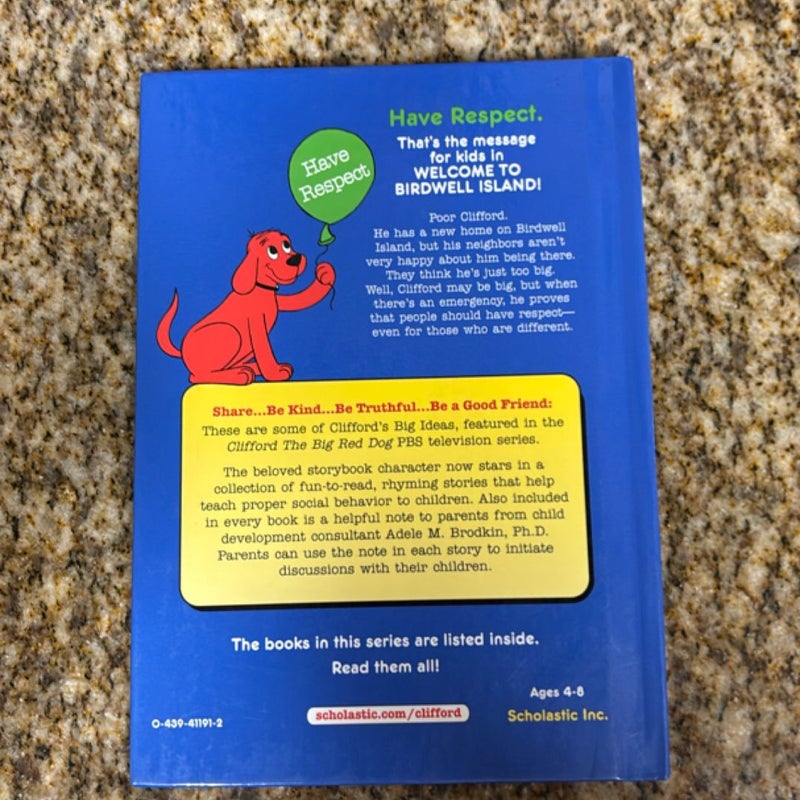 Have Respect.
That's the message
for kids in
WELCOME TO
BIRDWELL ISLAND!
Have
Respect
Poor Clifford.
He has a new home on Birdwell
Island, but his neighbors aren't
very happy about him being there.
They think he's just too big.
Well, Clifford may be big, but when
there's an emergency, he proves
that people should have respect—
even for those who are different.
Share...Be Kind...Be Truthful...Be a Good Friend:
These are some of Clifford's Big Ideas, featured in the
Clifford The Big Red Dog PBS television series.
The beloved storybook character now stars in a
collection of fun-to-read, rhyming stories that help
teach proper social behavior to children. Also included
in every book is a helpful note to parents from child
development consultant Adele M. Brodkin, Ph.D.
Parents can use the note in each story to initiate
discussions with their children.
The books in this series are listed inside.
Read them all!
Ages 4-8
0-439-41191-2
scholastic.com/clifford
Scholastic Inc.